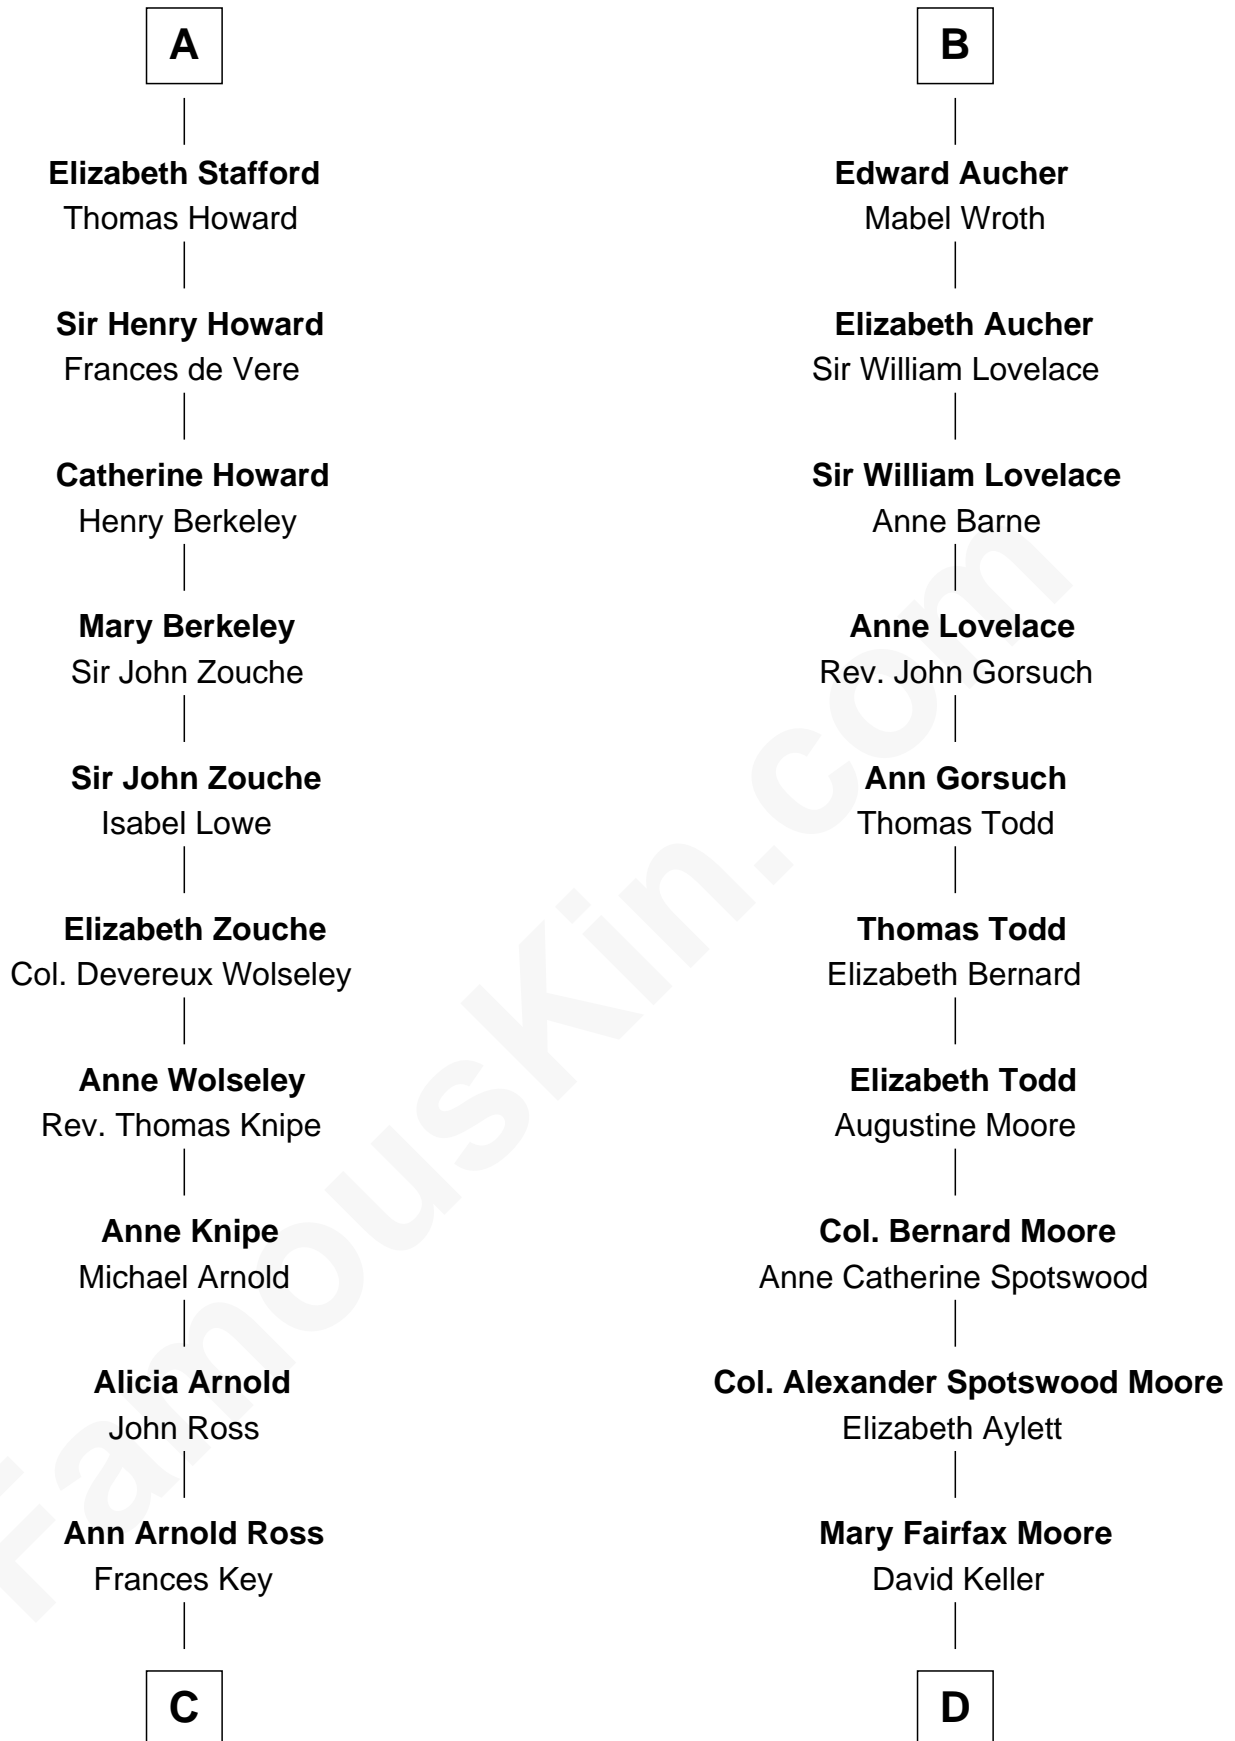 A
Elizabeth Stafford
Thomas Howard
Sir Henry Howard
Frances de Vere
Catherine Howard
Henry Berkeley
Mary Berkeley
Sir John Zouche
Sir John Zouche
Isabel Lowe
Elizabeth Zouche
Col. Devereux Wolseley
Anne Wolseley
Rev. Thomas Knipe
Anne Knipe
Michael Arnold
Alicia Arnold
John Ross
Ann Arnold Ross
Frances Key
C
B
Edward Aucher
Mabel Wroth
Elizabeth Aucher
Sir William Lovelace
Sir William Lovelace
Anne Barne
Anne Lovelace
Rev. John Gorsuch
Ann Gorsuch
Thomas Todd
Thomas Todd
Elizabeth Bernard
Elizabeth Todd
Augustine Moore
Col. Bernard Moore
Anne Catherine Spotswood
Col. Alexander Spotswood Moore
Elizabeth Aylett
Mary Fairfax Moore
David Keller
D
FamousKin.com